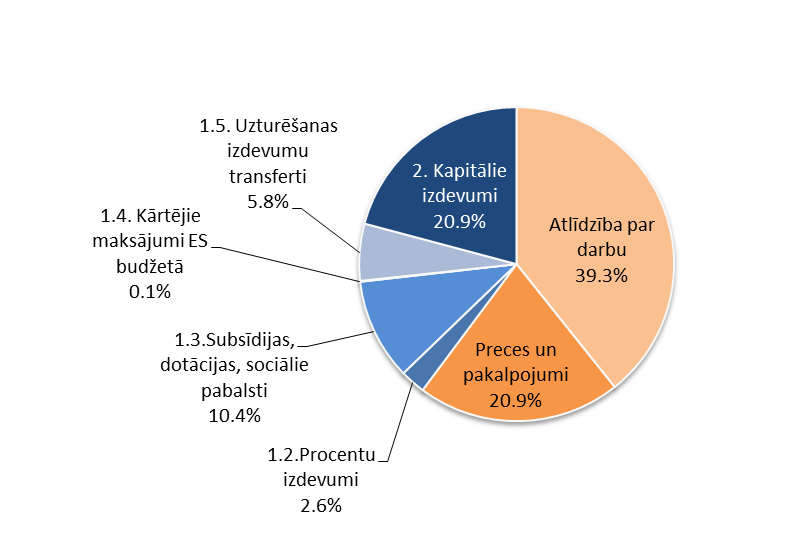 1.5. Uzturēšanas
izdevumu
transferti
5.8%
2. Kapitālie
izdevumi
20.9%
Atlīdzība par
darbu
39.3%
1.4. Kārtējie
maksājumi ES
budžetā
0.1%
1.3.Subsīdijas,
dotācijas, sociālie
pabalsti
10.4%
Preces un
pakalpojumi
20.9%
1.2.Procentu
izdevumi
2.6%